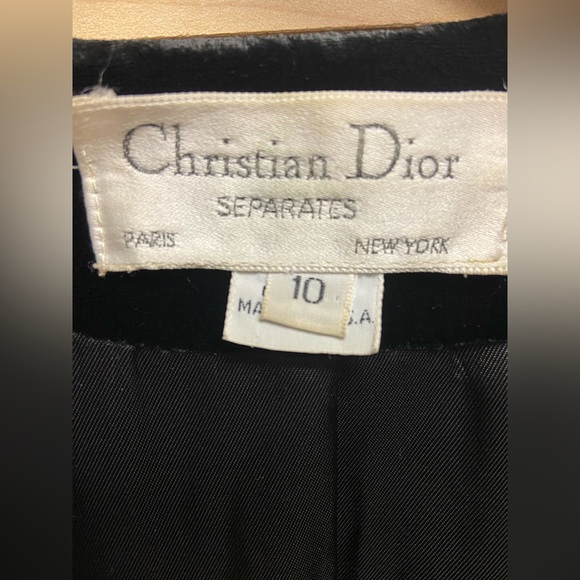 Christian Dior
SEPARATES
PARIS NEW YORK
10